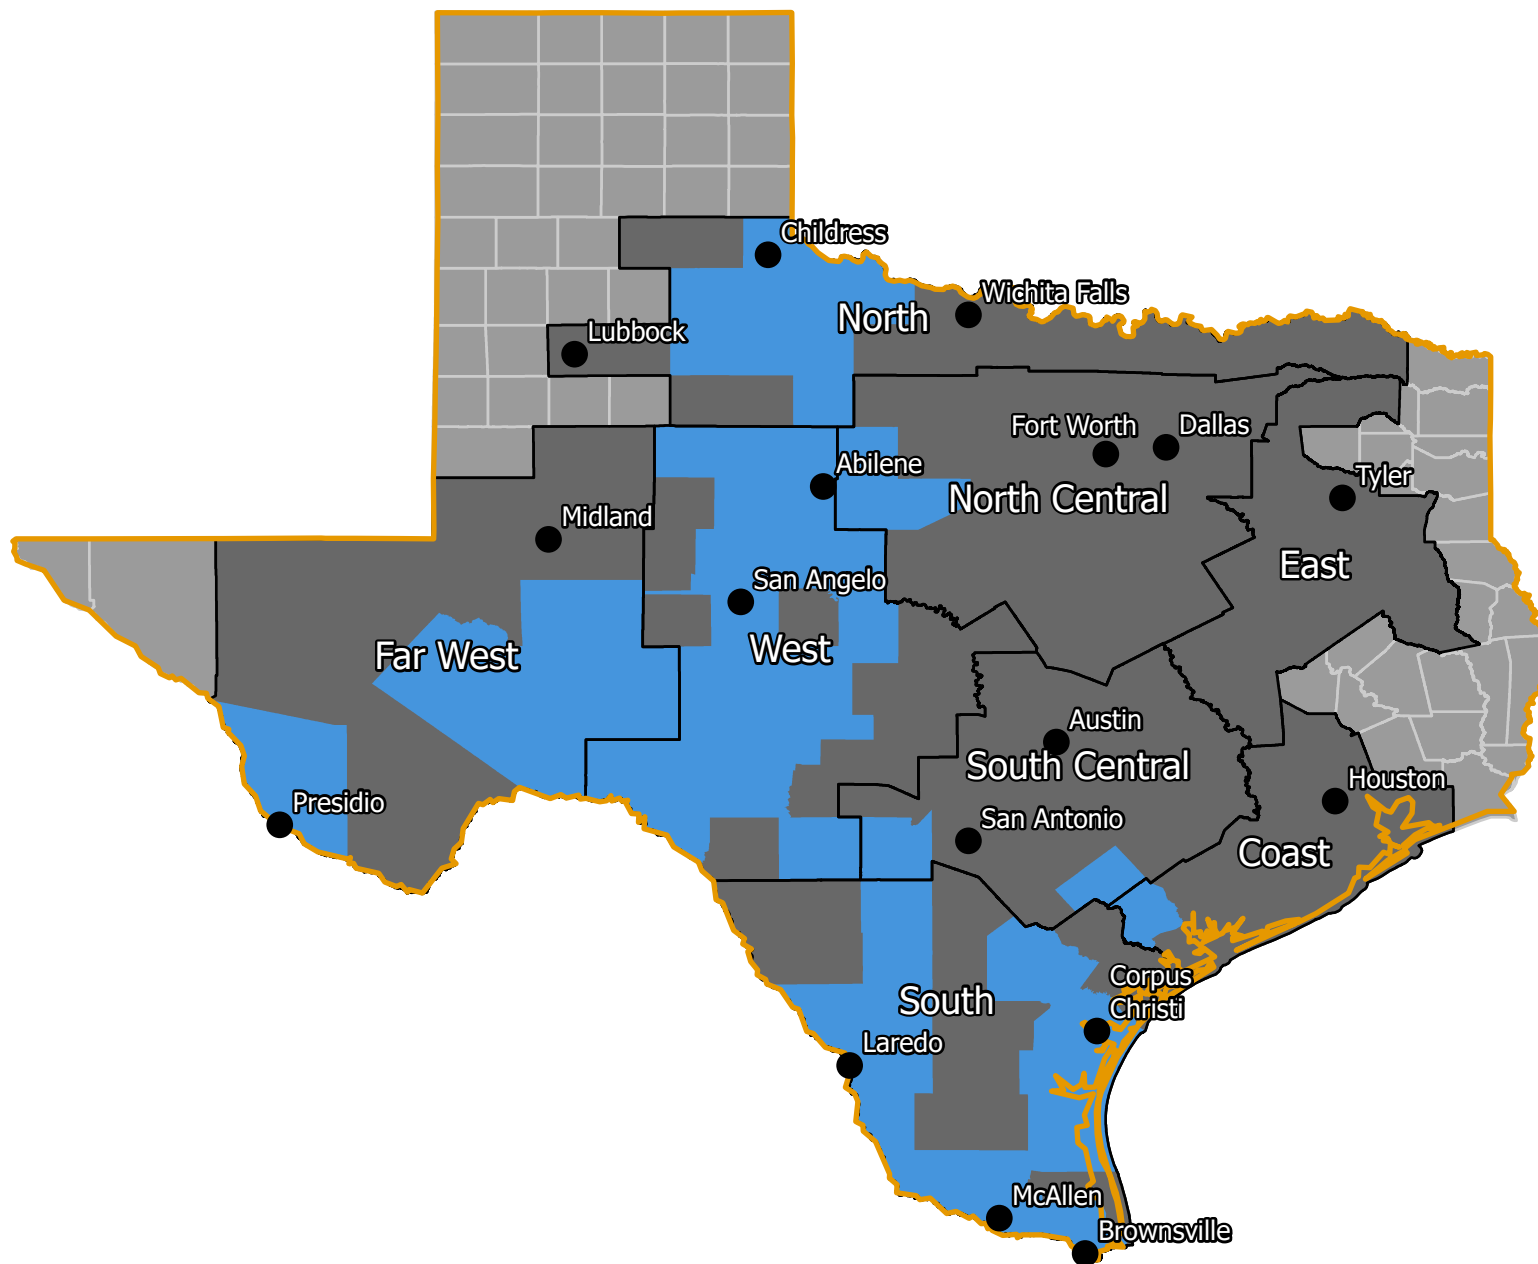 Childress
Wichita Falls
North
Lubbock
Fort Worth
Dallas
Abilene
Tyler
North Central
Midland
East
San Angelo
Far West
West
Austin
South Central
Houston
Presidio
San Antonio
Coast
Corpus
Christi
South
Laredo
McAllen
Brownsville